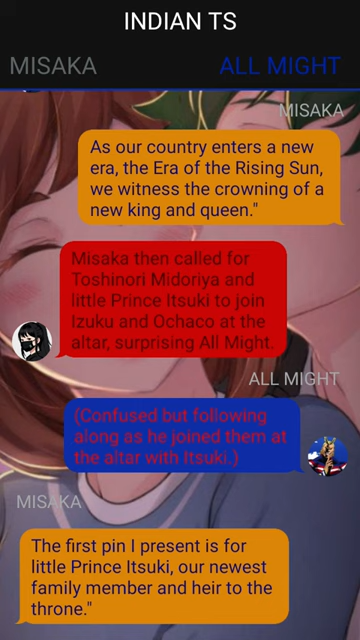 INDIAN TS
MISAKA ALL MIGHT
MISAKA
As our country enters a new
era, the Era of the Rising Sun,
we witness the crowning of a
new king and queen."
Misaka then called for
Toshinori Midoriya and
little Prince Itsuki to join
Izuku and Ochaco at the
altar, surprising All Might.
ALL MIGHT
(Confused but following
along as he joined them at
the altar with Itsuki.)
MISAKA
The first pin I present is for
little Prince Itsuki, our newest
family member and heir to the
throne."